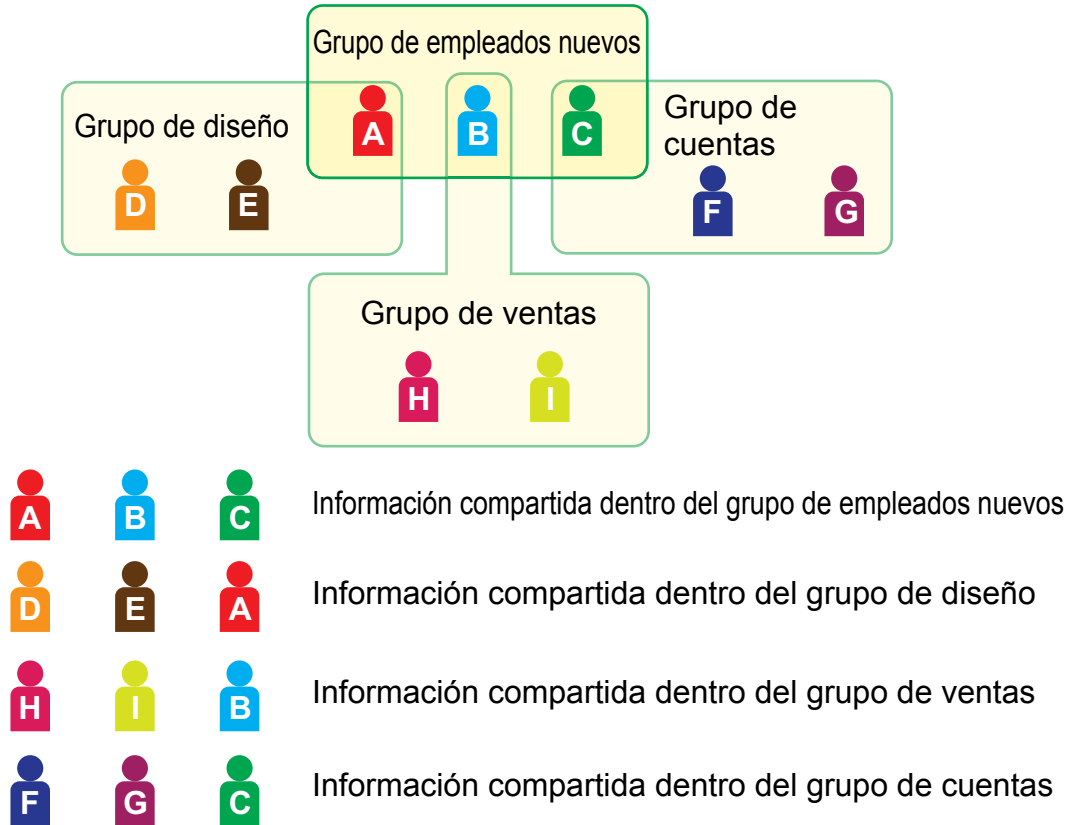 Grupo de empleados nuevos
Grupo de diseño
A
B
C
Grupo de
cuentas
D
E
F
G
Grupo de ventas
H
I
A B C Información compartida dentro del grupo de empleados nuevos
D E A Información compartida dentro del grupo de diseño
H I B Información compartida dentro del grupo de ventas
F G C Información compartida dentro del grupo de cuentas